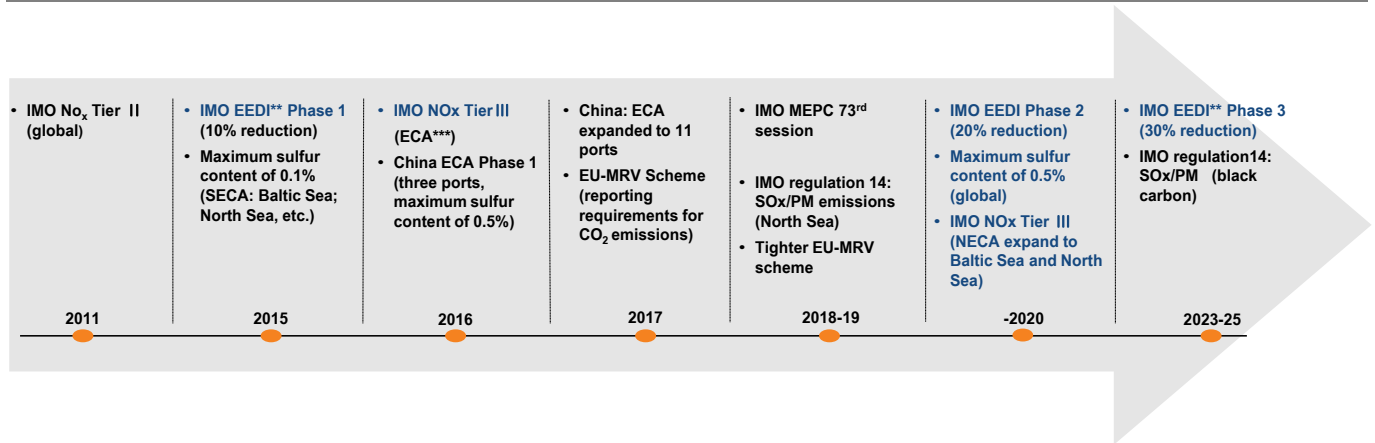 • IMO Nox Tier Ⅱ
(global)
2011
• IMO EEDI** Phase 1
(10% reduction)
• Maximum sulfur
content of 0.1%
(SECA: Baltic Sea;
North Sea, etc.)
2015
• IMO NOx Tier Ⅲ
(ECA***)
• China ECA Phase 1
(three ports,
maximum sulfur
content of 0.5%)
2016
• China: ECA
expanded to 11
ports
• EU-MRV Scheme
(reporting
requirements for
CO2 emissions)
2017
• IMO MEPC 73rd
session
• IMO regulation 14:
SOx/PM emissions
(North Sea)
• Tighter EU-MRV
scheme
2018-19
• IMO EEDI Phase 2
(20% reduction)
• Maximum sulfur
content of 0.5%
(global)
• IMO NOx Tier Ⅲ
(NECA expand to
Baltic Sea and North
Sea)
-2020
• IMO EEDI** Phase 3
(30% reduction)
• IMO regulation14:
SOx/PM (black
carbon)
2023-25